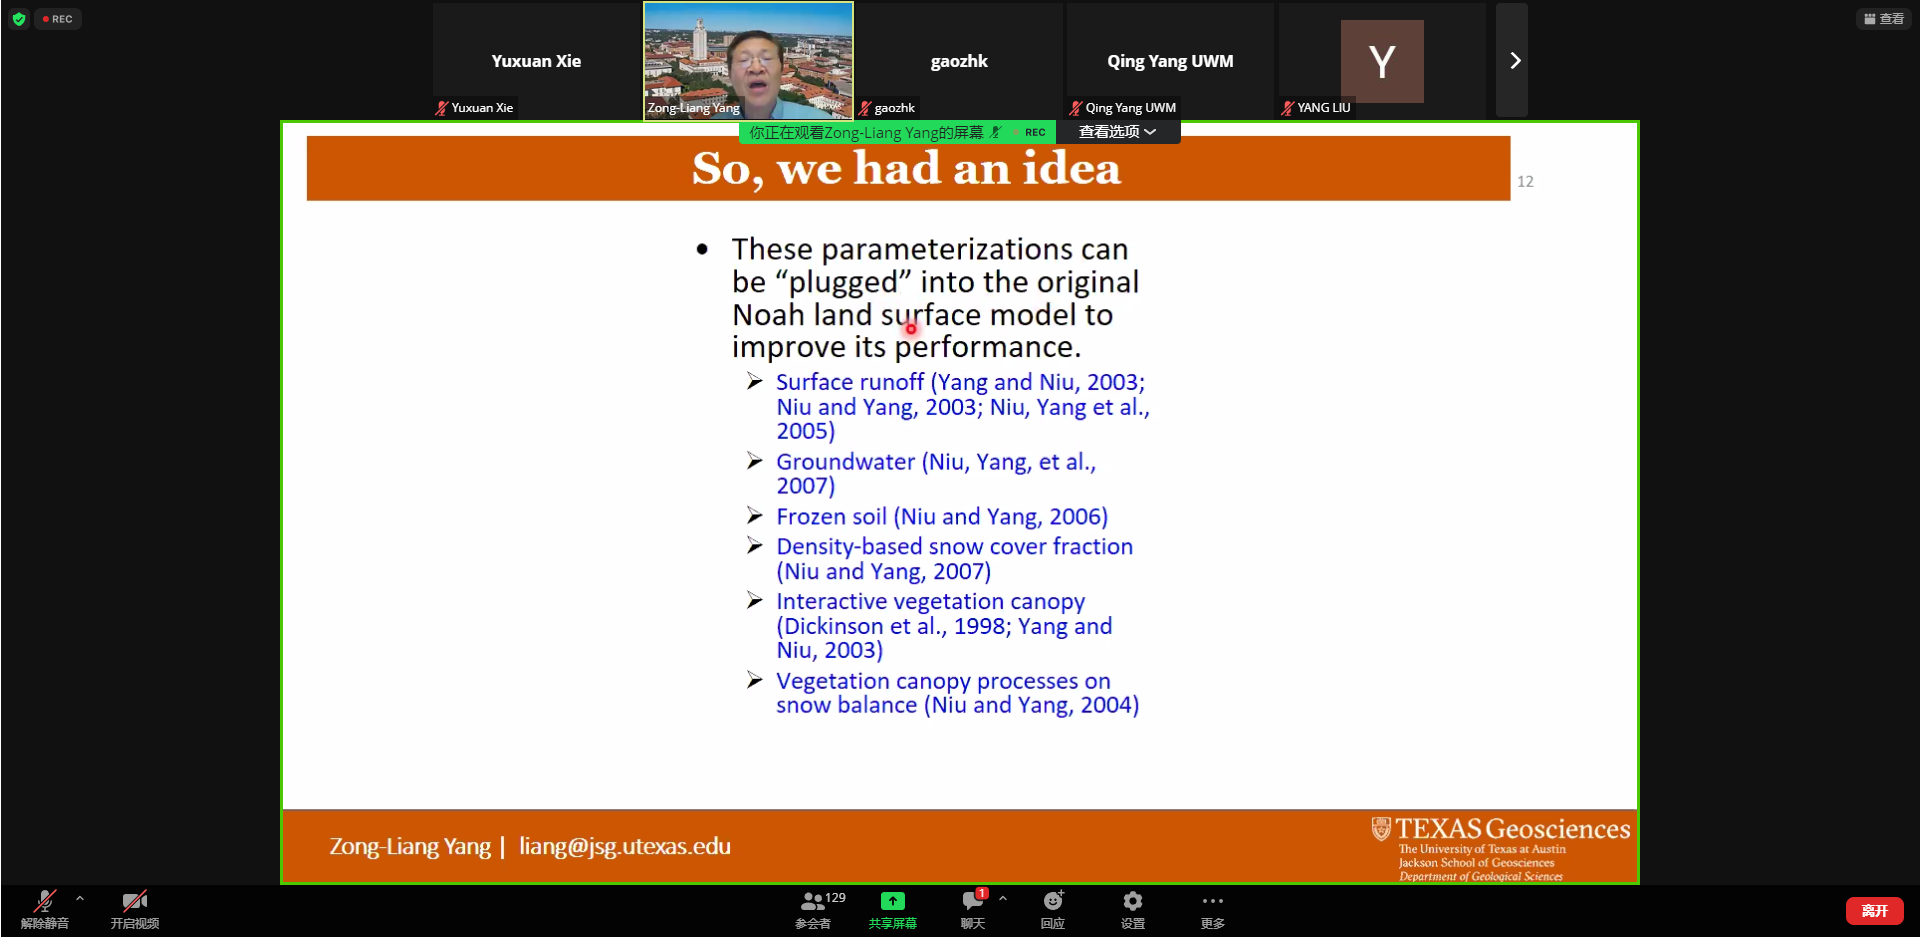 REC
查看
Yuxuan Xie
gaozhk
Qing Yang UWM
Y
Yuxuan Xie
Zong-Liang Yang
gaozhk
Qing Yang UWM
YANG LIU
你正在观看Zong-Liang Yang的屏幕
REC
查看选项
So, we had an idea
12
• These parameterizations can
be “plugged” into the original
Noah land surface model to
improve its performance.
➢ Surface runoff (Yang and Niu, 2003;
Niu and Yang, 2003; Niu, Yang et al.,
2005)
➢ Groundwater (Niu, Yang, et al.,
2007)
➢ Frozen soil (Niu and Yang, 2006)
➢ Density-based snow cover fraction
(Niu and Yang, 2007)
➢ Interactive vegetation canopy
(Dickinson et al., 1998; Yang and
Niu, 2003)
➢ Vegetation canopy processes on
snow balance (Niu and Yang, 2004)
Zong-Liang Yang | liang@jsg.utexas.edu
TEXAS Geosciences
The University of Texas at Austin
Jackson School of Geosciences
Department of Geological Sciences
解除静音
开启视频
129
参会者
共享屏幕
1
聊天
回应
设置
更多
离开